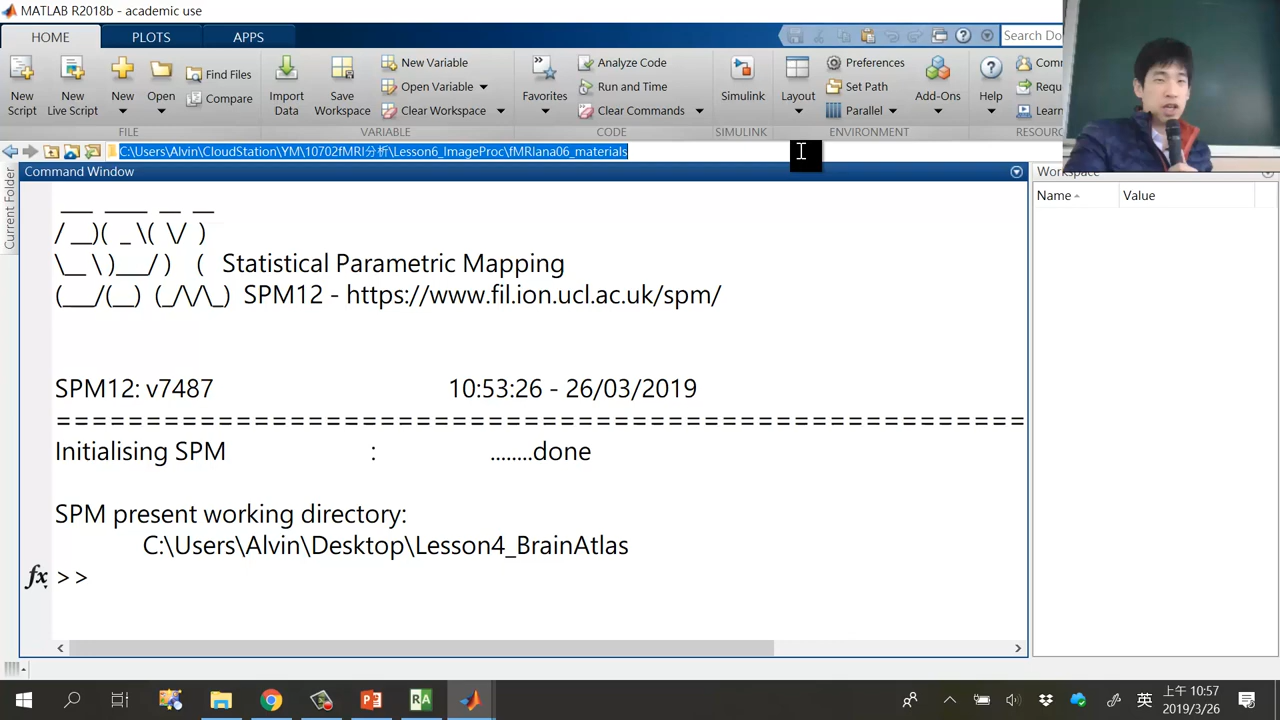 MATLAB R2018b - academic use
HOME PLOTS APPS
Search Do
New Script
New Live Script
New
Open
Find Files
Compare
FILE
Import Data
Save Workspace
New Variable
Open Variable
Clear Workspace
VARIABLE
Favorites
Analyze Code
Run and Time
Clear Commands
CODE
Simulink
SIMULINK
Layout
Preferences
Set Path
Parallel
ENVIRONMENT
Add-Ons
Help
Comm
Reque
Learn
RESOURC
C:\Users\Alvin\CloudStation\YM\10702fMRI分析\Lesson6_ImageProc\fMRIana06_materials
Current Folder
Command Window
Workspace
Name Value
___ ____ __ __
/ __)( _ \( \/ )
\__ \ )___/ ) ( Statistical Parametric Mapping
(___/(__) (_/\/\_) SPM12 - https://www.fil.ion.ucl.ac.uk/spm/
SPM12: v7487 10:53:26 - 26/03/2019
========================================================
Initialising SPM : ........done
SPM present working directory:
C:\Users\Alvin\Desktop\Lesson4_BrainAtlas
fx >>
英
上午 10:57
2019/3/26